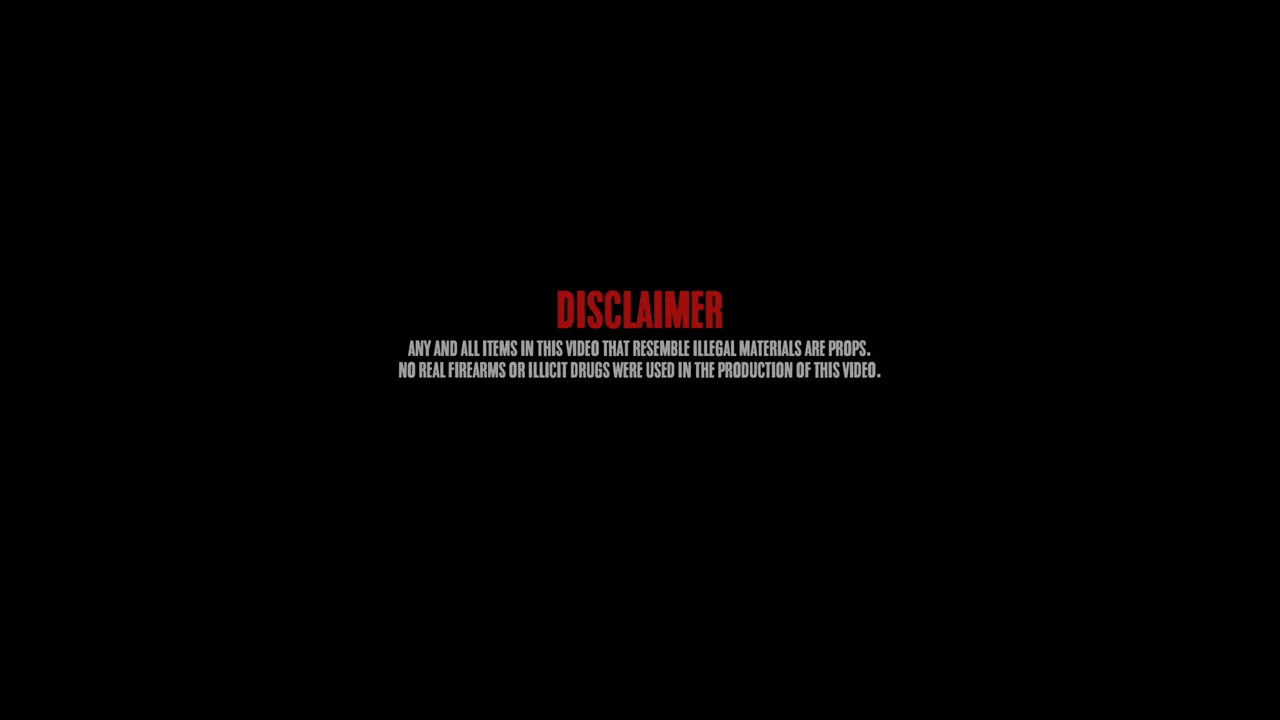 DISCLAIMER
ANY AND ALL ITEMS IN THIS VIDEO THAT RESEMBLE ILLEGAL MATERIALS ARE PROPS.
NO REAL FIREARMS OR ILLICIT DRUGS WERE USED IN THE PRODUCTION OF THIS VIDEO.